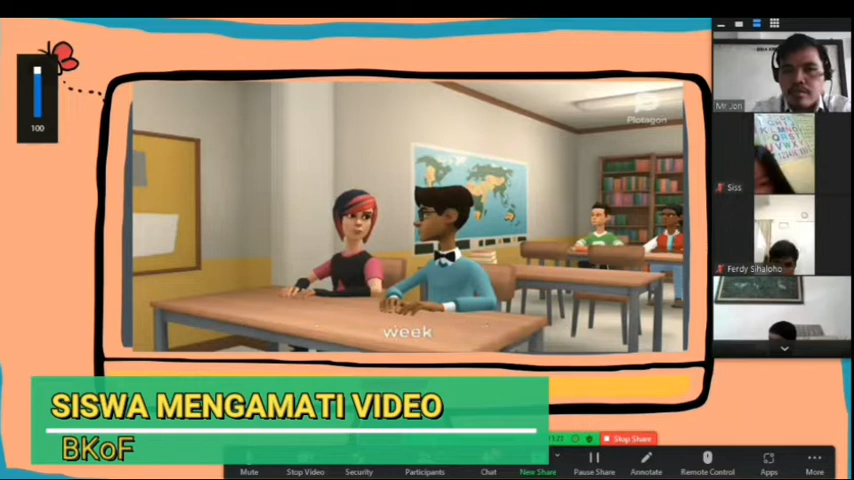 Plotagon
100
Mr Jon
Siss
Ferdy Sihaloho
week
SISWA MENGAMATI VIDEO
BKoF
Stop Share
Mute
Stop Video
Security
Participants
Chat
New Share
Pause Share
Annotate
Remote Control
Apps
More